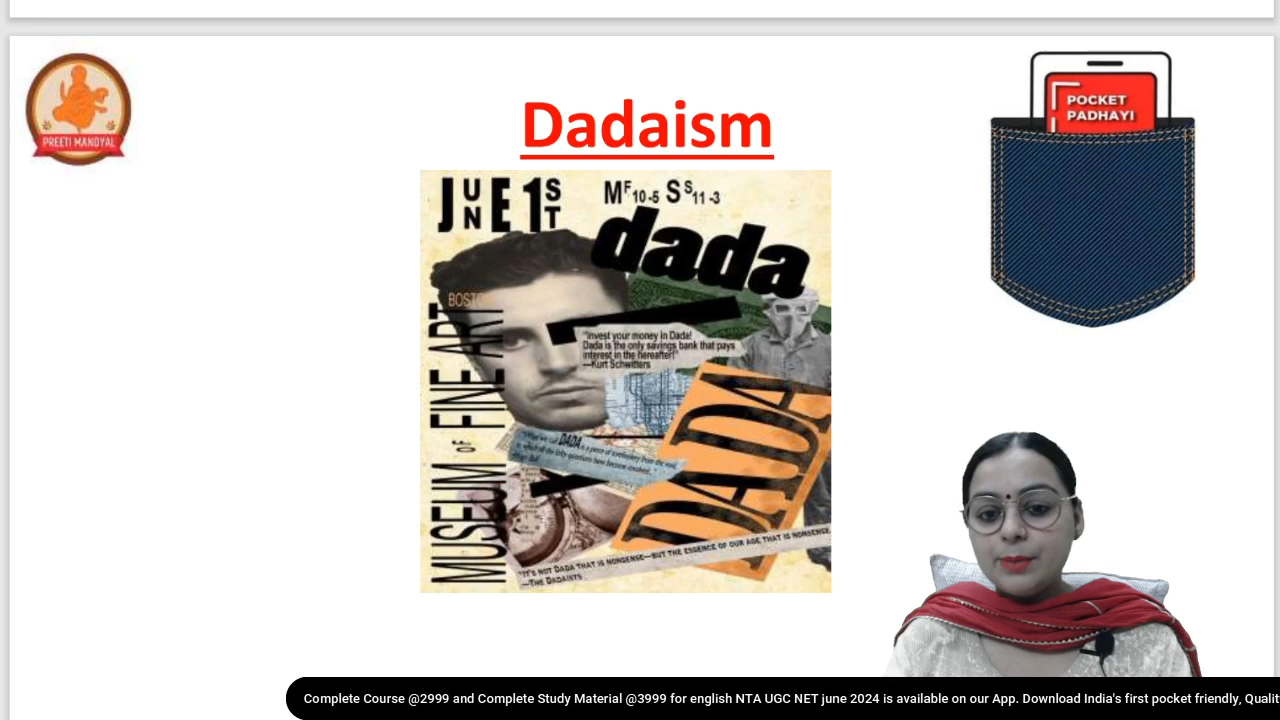 PREETI MANDYAL
POCKET
PADHAYI
Dadaism
JUNE 1ST
MF 10-5 SS 11-3
dada
BOSTON
MUSEUM OF FINE ART
"Invest your money in Dada!
Dada is the only savings bank that pays
interest in the hereafter!"
—Kurt Schwitters
DADA
DADA
"IT'S NOT DADA THAT IS NONSENSE—BUT THE ESSENCE OF OUR AGE THAT IS NONSENSE.
—THE DADAISTS
Complete Course @2999 and Complete Study Material @3999 for english NTA UGC NET june 2024 is available on our App. Download India's first pocket friendly, Qualit